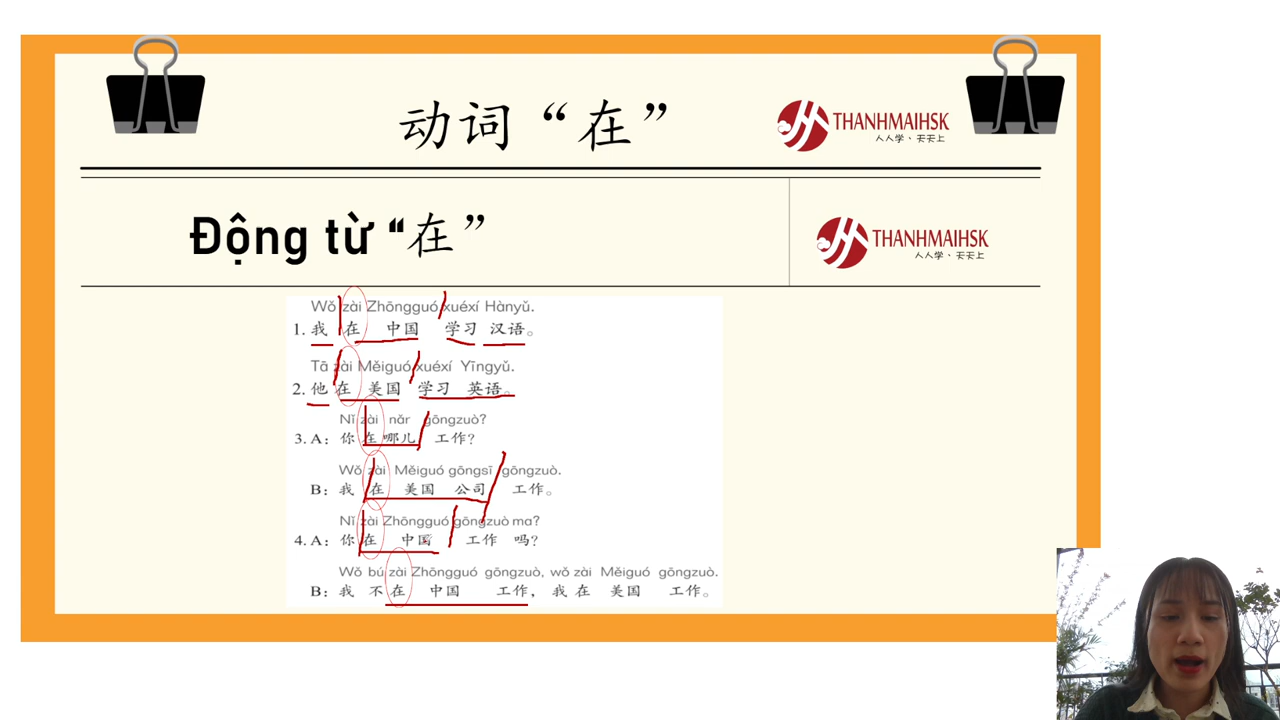 动词“在”
THANHMAIHSK
人人学、天天上
Động từ “在”
THANHMAIHSK
人人学、天天上
Wǒ zài Zhōngguó xuéxí Hànyǔ.
1. 我 在 中国 学习 汉语。
Tā zài Měiguó xuéxí Yīngyǔ.
2. 他 在 美国 学习 英语。
Nǐ zài nǎr gōngzuò?
3. A: 你 在 哪儿 工作?
Wǒ zài Měiguó gōngsī gōngzuò.
B: 我 在 美国 公司 工作。
Nǐ zài Zhōngguó gōngzuò ma?
4. A: 你 在 中国 工作 吗?
Wǒ bú zài Zhōngguó gōngzuò, wǒ zài Měiguó gōngzuò.
B: 我 不 在 中国 工作, 我 在 美国 工作。